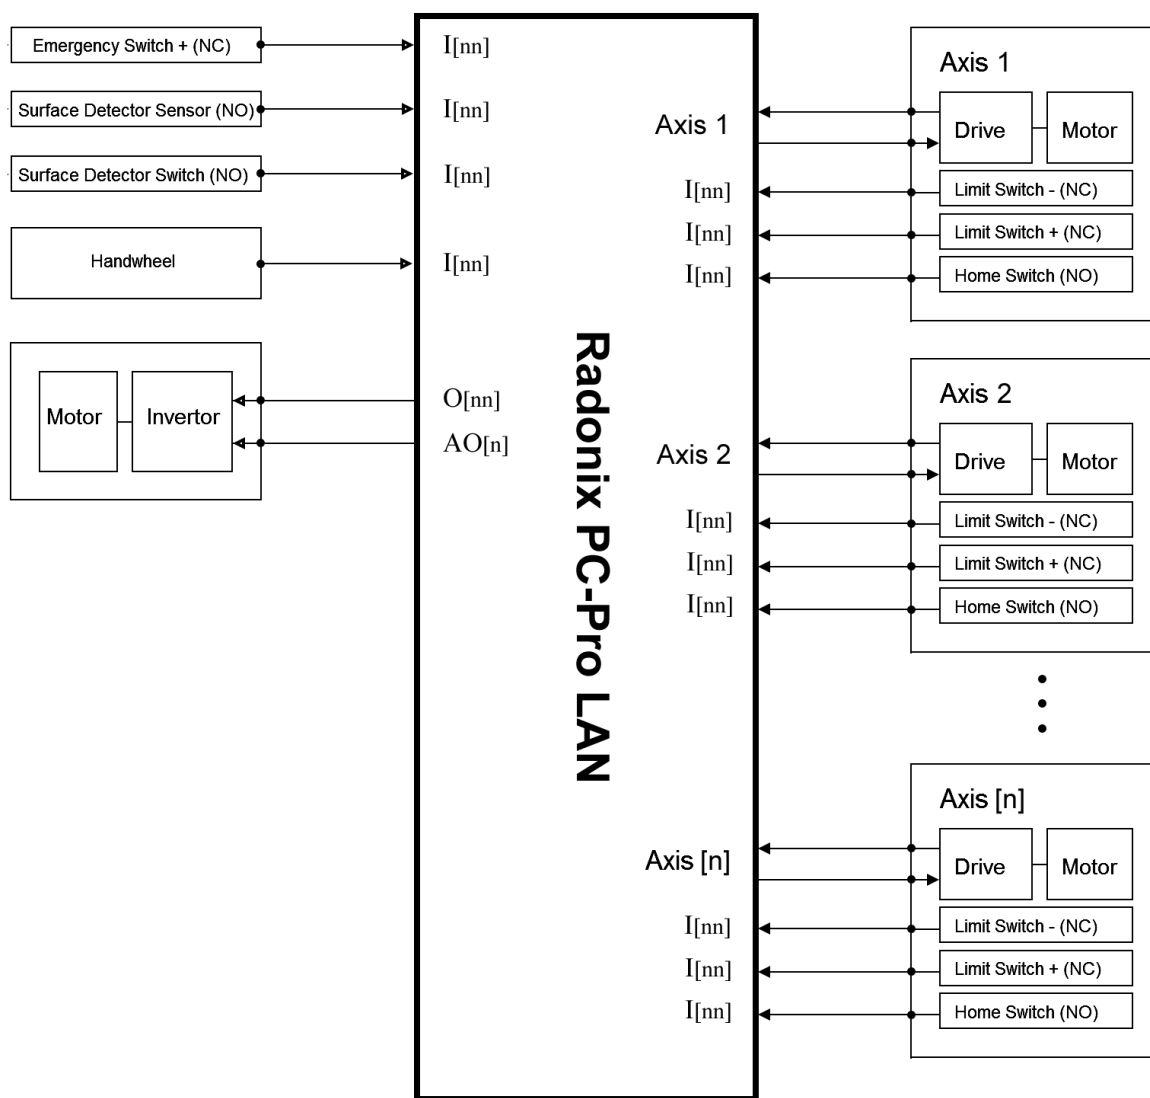 Emergency Switch + (NC)
I[nn]
Surface Detector Sensor (NO)
I[nn]
Surface Detector Switch (NO)
I[nn]
Handwheel
I[nn]
Motor
Invertor
O[nn]
AO[n]
Radonix PC-Pro LAN
Axis 1
I[nn]
I[nn]
I[nn]
Axis 1
Drive
Motor
Limit Switch - (NC)
Limit Switch + (NC)
Home Switch (NO)
Axis 2
I[nn]
I[nn]
I[nn]
Axis 2
Drive
Motor
Limit Switch - (NC)
Limit Switch + (NC)
Home Switch (NO)
Axis [n]
I[nn]
I[nn]
I[nn]
Axis [n]
Drive
Motor
Limit Switch - (NC)
Limit Switch + (NC)
Home Switch (NO)